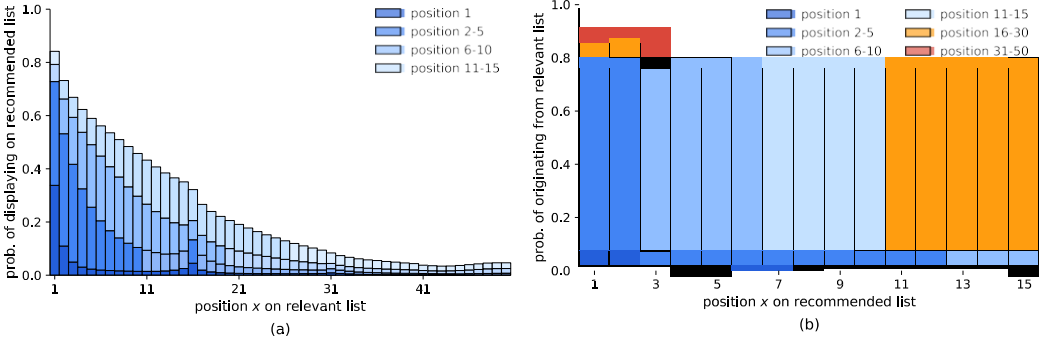 position 1
position 2-5
position 6-10
position 11-15
prob. of displaying on recommended list
1.0
0.8
0.6
0.4
0.2
0.0
1
11
21
31
41
position x on relevant list
(a)
position 1
position 2-5
position 6-10
position 11-15
position 16-30
position 31-50
prob. of originating from relevant list
1.0
0.8
0.6
0.4
0.2
0.0
1
3
5
7
9
11
13
15
position x on recommended list
(b)